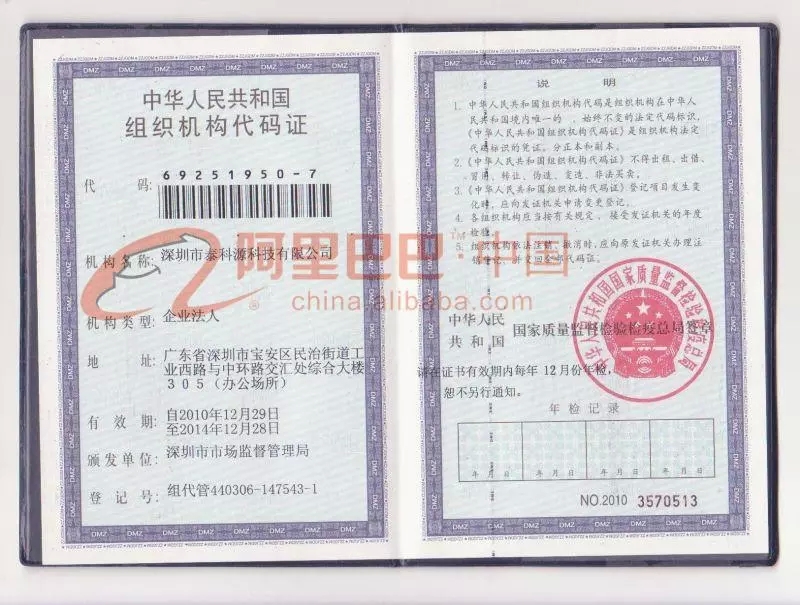 中华人民共和国
组织机构代码证
代 码: 69251950-7
机构名称: 深圳市泰科源科技有限公司
机构类型: 企业法人
地 址: 广东省深圳市宝安区民治街道工
业西路与中环路交汇处综合大楼
305（办公场所）
有 效 期: 自2010年12月29日
至2014年12月28日
颁发单位: 深圳市市场监督管理局
登 记 号: 组代管440306-147543-1
说 明
1. 中华人民共和国组织机构代码是组织机构在中华人
民共和国境内唯一的、始终不变的法定代码标识，
《中华人民共和国组织机构代码证》是组织机构法定
代码标识的凭证，分正本和副本。
2.《中华人民共和国组织机构代码证》不得出租、出借、
冒用、转让、伪造、变造、非法买卖。
3.《中华人民共和国组织机构代码证》登记项目发生变
化时，应向发证机关申请变更登记。
4. 各组织机构应当按有关规定，接受发证机关的年度
检验。
5. 组织机构依法注销、撤消时，应向原发证机关办理注
销登记，并交回全部代码证。
中华人民
共 和 国 国家质量监督检验检疫总局签章
中华人民共和国国家质量监督检验检疫总局
请在证书有效期内每年 12月份年检，
恕不另行通知。
年 检 记 录
年 月 日 年 月 日 年 月 日 年 月 日
NO.2010 3570513
阿里巴巴·中国
china.alibaba.com